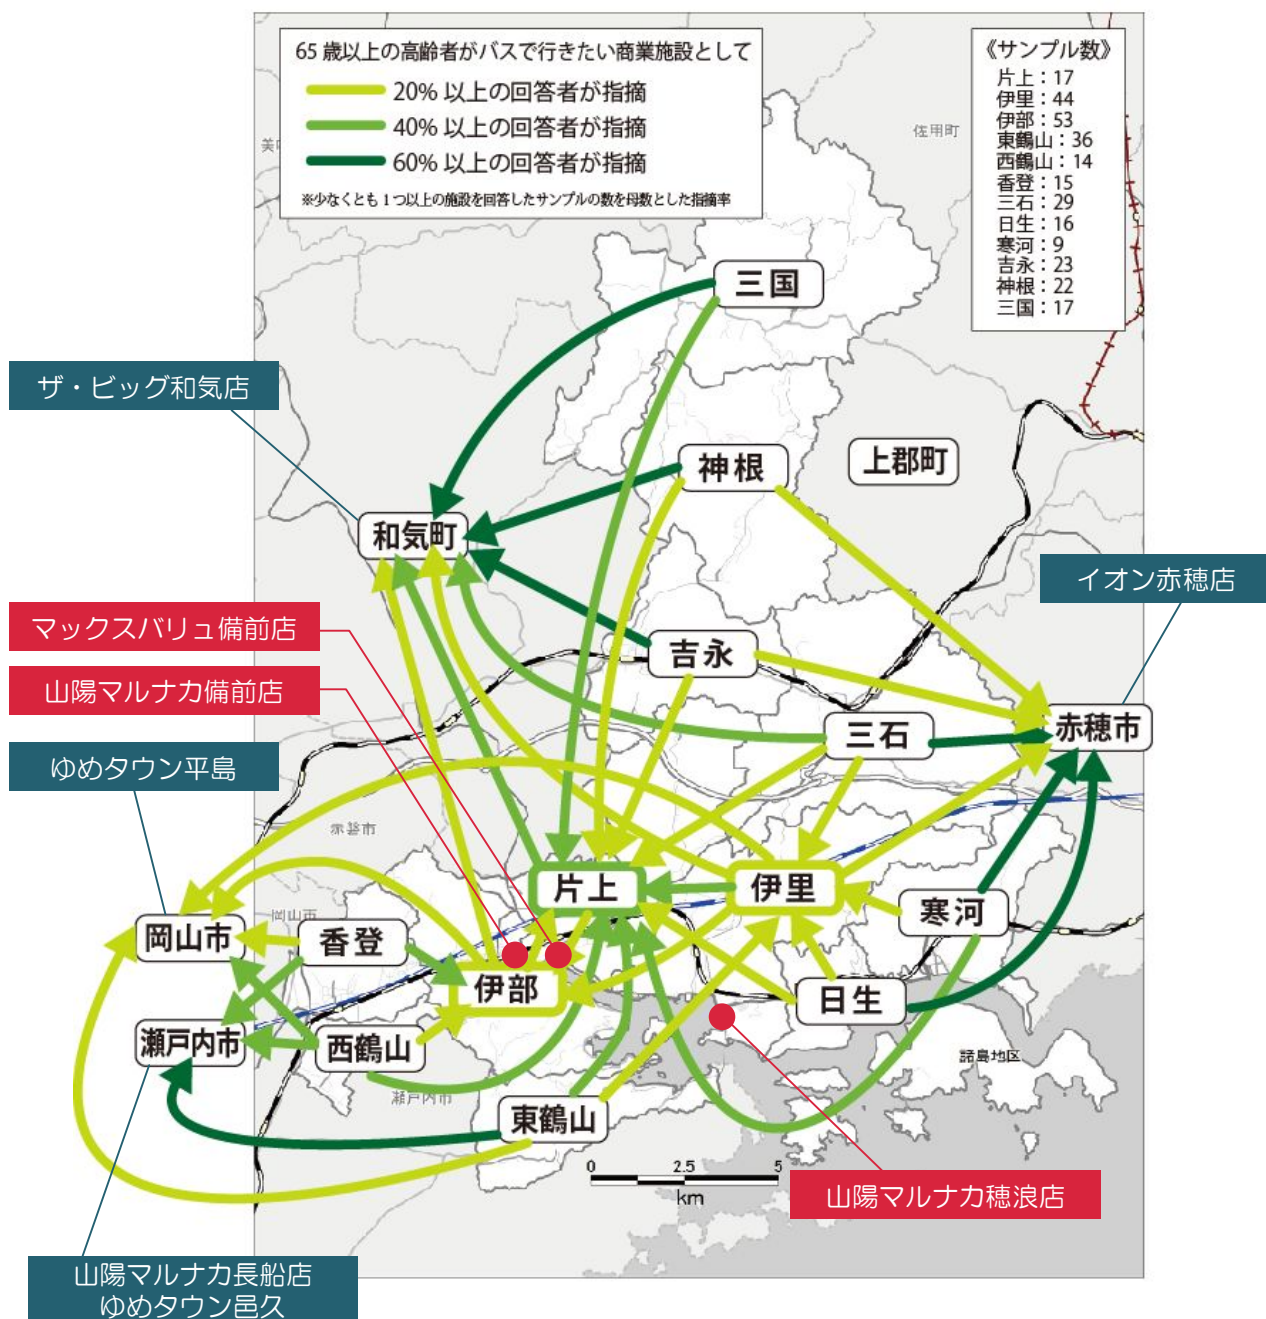 65 歳以上の高齢者がバスで行きたい商業施設として
20% 以上の回答者が指摘
40% 以上の回答者が指摘
60% 以上の回答者が指摘
※少なくとも 1 つ以上の施設を回答したサンプルの数を母数とした指摘率
《サンプル数》
片上：17
伊里：44
伊部：53
東鶴山：36
西鶴山：14
香登：15
三石：29
日生：16
寒河：9
吉永：23
神根：22
三国：17
佐用町
三国
ザ・ビッグ和気店
神根
上郡町
和気町
イオン赤穂店
マックスバリュ備前店
吉永
山陽マルナカ備前店
三石
赤穂市
ゆめタウン平島
赤磐市
片上
伊里
寒河
岡山市
岡山市
香登
伊部
日生
瀬戸内市
西鶴山
諸島地区
瀬戸内市
東鶴山
0 2.5 5
km
山陽マルナカ穂浪店
山陽マルナカ長船店
ゆめタウン邑久